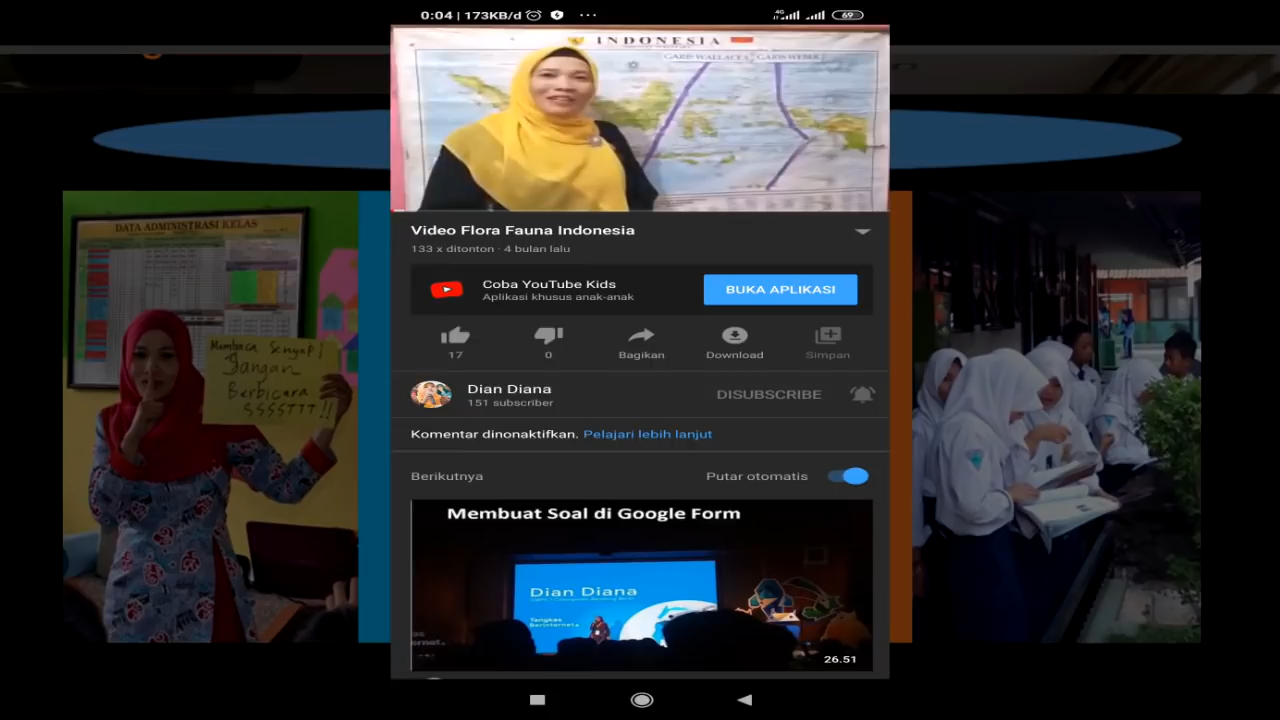 0:04 | 173KB/d
4G
69
INDONESIA
GARIS WALLACEA
GARIS WEBER
Video Flora Fauna Indonesia
133 x ditonton · 4 bulan lalu
Coba YouTube Kids
Aplikasi khusus anak-anak
BUKA APLIKASI
17
0
Bagikan
Download
Simpan
Dian Diana
151 subscriber
DISUBSCRIBE
Komentar dinonaktifkan. Pelajari lebih lanjut
Berikutnya
Putar otomatis
Membuat Soal di Google Form
Dian Diana
Tangkas
Berinternet
26.51
DATA ADMINISTRASI KELAS
Membaca Senyap!
Jangan
Berbicara
SSSSTTT!!